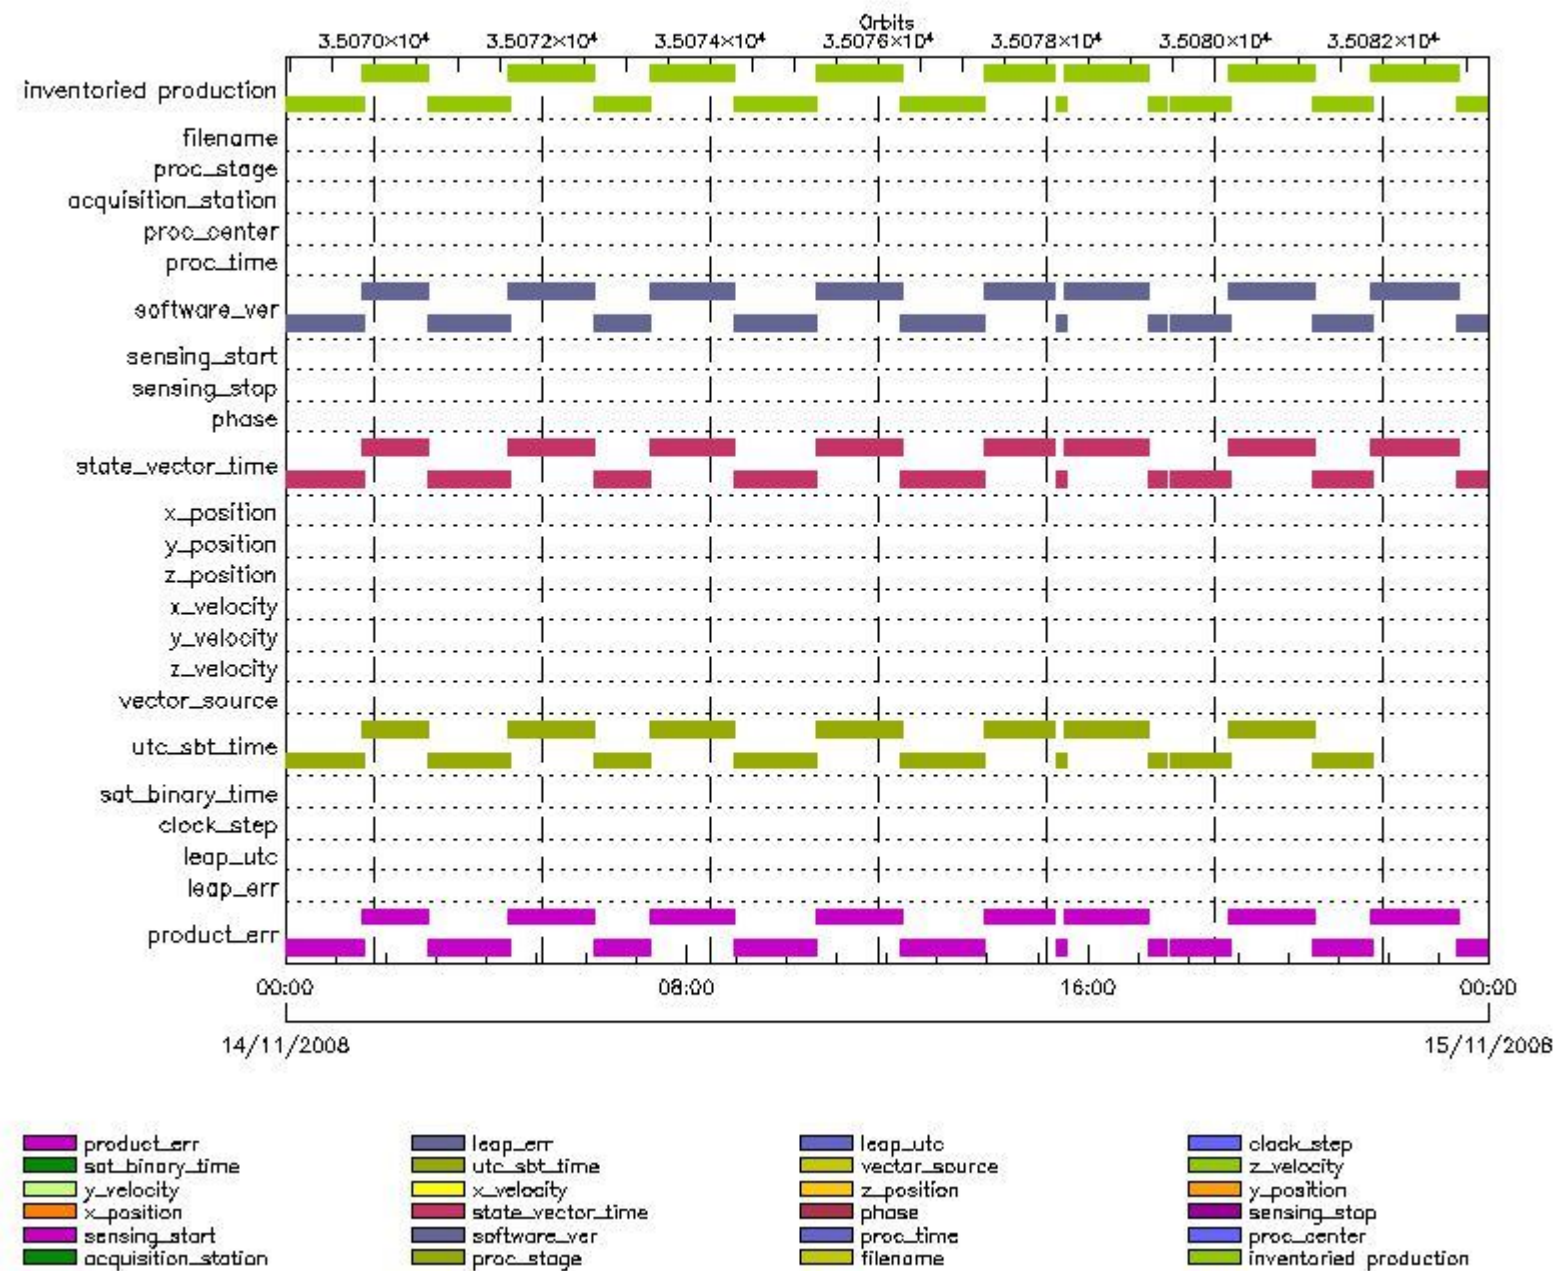 Orbits
3.5070×10⁴ 3.5072×10⁴ 3.5074×10⁴ 3.5076×10⁴ 3.5078×10⁴ 3.5080×10⁴ 3.5082×10⁴
inventoried production
filename
proc_stage
acquisition_station
proc_center
proc_time
software_ver
sensing_start
sensing_stop
phase
state_vector_time
x_position
y_position
z_position
x_velocity
y_velocity
z_velocity
vector_source
utc_sbt_time
sat_binary_time
clock_step
leap_utc
leap_err
product_err
00:00 08:00 16:00 00:00
14/11/2008 15/11/2008
product_err leap_err leap_utc clock_step
sat_binary_time utc_sbt_time vector_source z_velocity
y_velocity x_velocity z_position y_position
x_position state_vector_time phase sensing_stop
sensing_start software_ver proc_time proc_center
acquisition_station proc_stage filename inventoried production